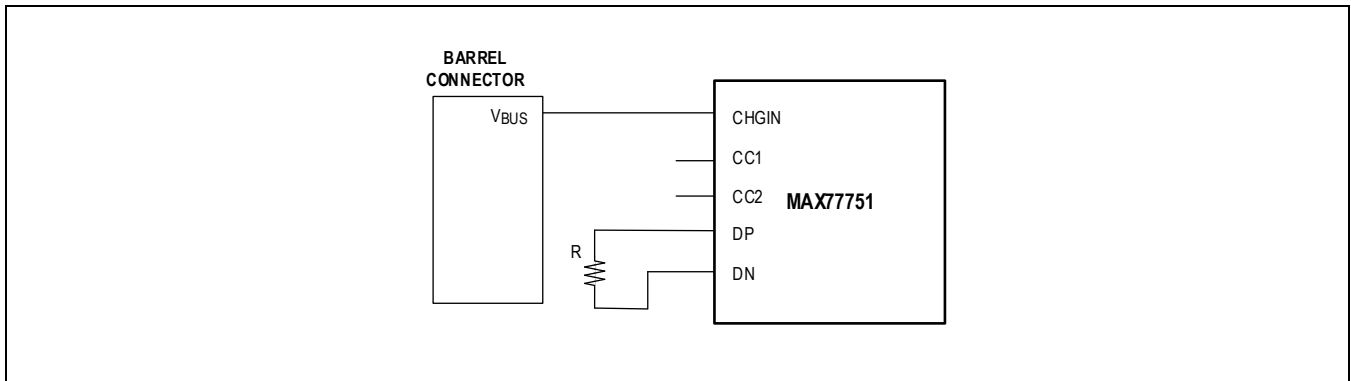 BARREL
CONNECTOR
VBUS
CHGIN
CC1
CC2
MAX77751
DP
R
DN